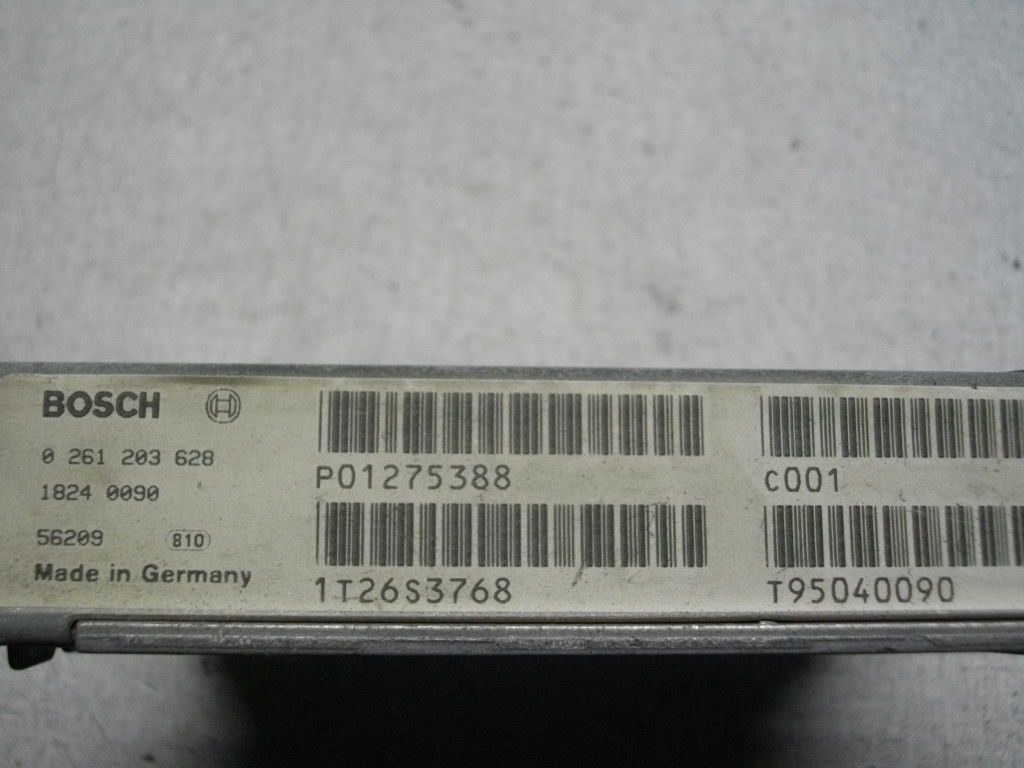 BOSCH
0 261 203 628
1824 0090
56209 810
Made in Germany
P01275388
1T26S3768
C001
T95040090